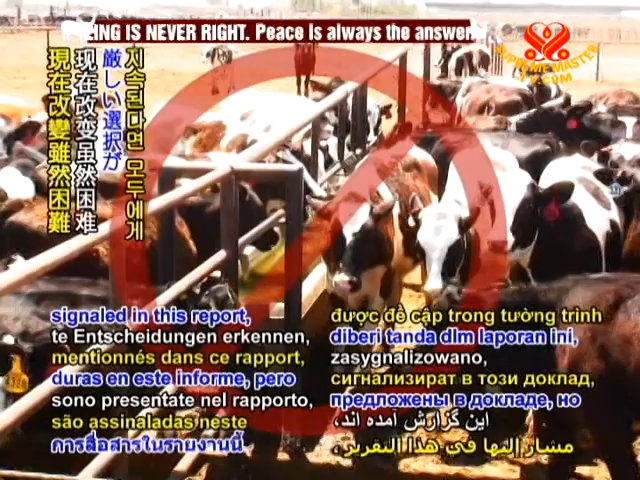 ING IS NEVER RIGHT. Peace is always the answer
SUPREME MASTER
TV.COM
지속된다면 모두에게
厳しい選択が
现在改变虽然困难
現在改變雖然困難
signaled in this report,
te Entscheidungen erkennen,
mentionnés dans ce rapport,
duras en este informe, pero
sono presentate nel rapporto,
são assinaladas neste
การสื่อสารในรายงานนี้
được đề cập trong tường trình
diberi tanda dlm laporan ini,
zasygnalizowano,
сигнализират в този доклад,
предложены в докладе, но
این گزارش آمده اند،
مشار إليها في هذا التقرير،